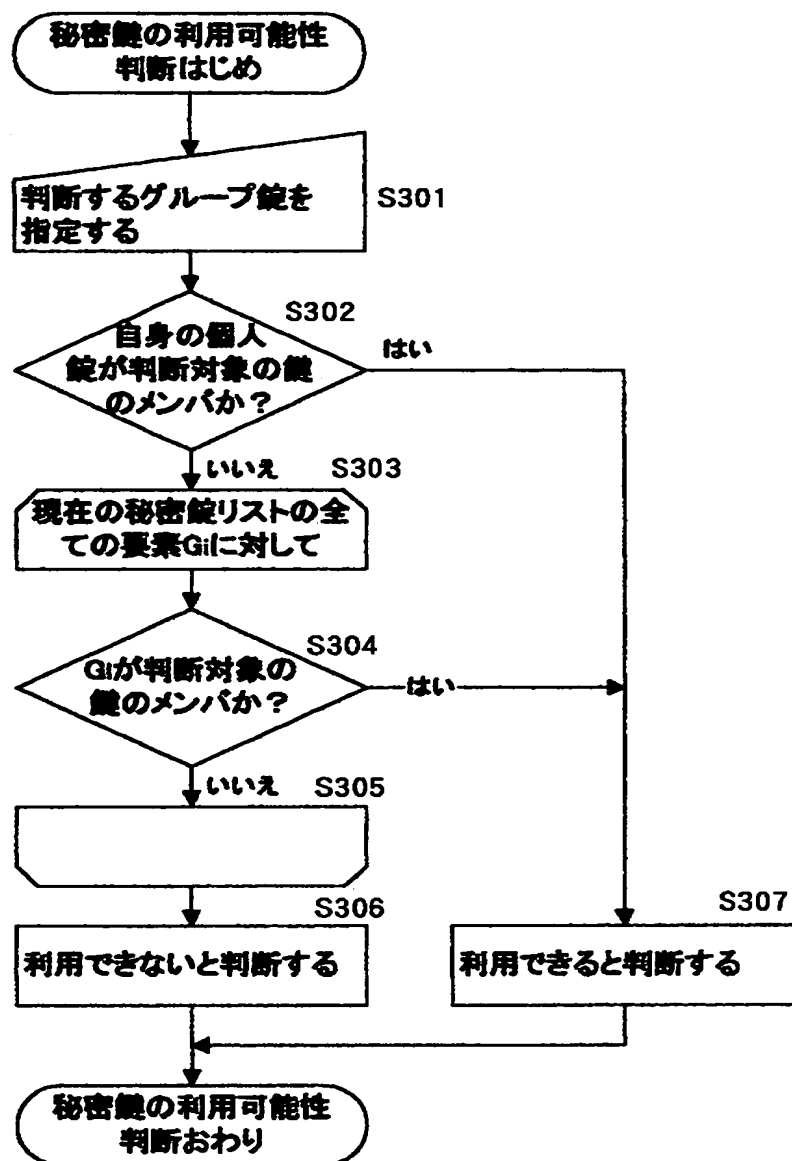 秘密鍵の利用可能性
判断はじめ
判断するグループ錠を
指定する
S301
S302
自身の個人
錠が判断対象の鍵
のメンバか？
はい
いいえ
S303
現在の秘密錠リストの全
ての要素Giに対して
S304
Giが判断対象の
鍵のメンバか？
はい
いいえ
S305
S306
利用できないと判断する
S307
利用できると判断する
秘密鍵の利用可能性
判断おわり